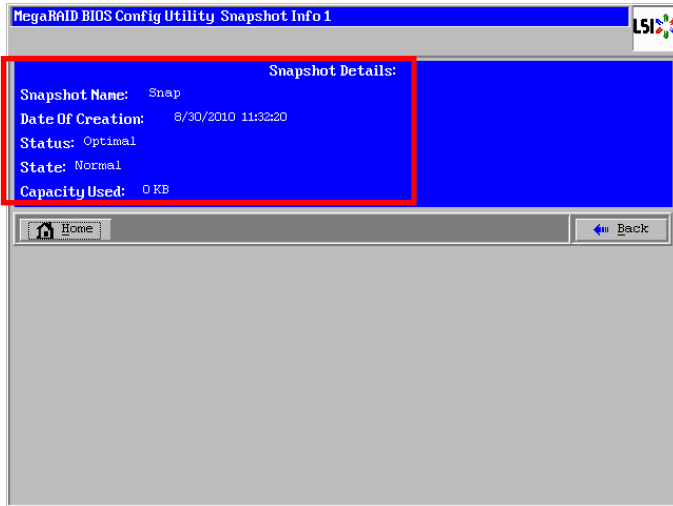 MegaRAID BIOS Config Utility Snapshot Info 1
LSI
Snapshot Details:
Snapshot Name: Snap
Date Of Creation: 8/30/2010 11:32:20
Status: Optimal
State: Normal
Capacity Used: 0 KB
Home
Back